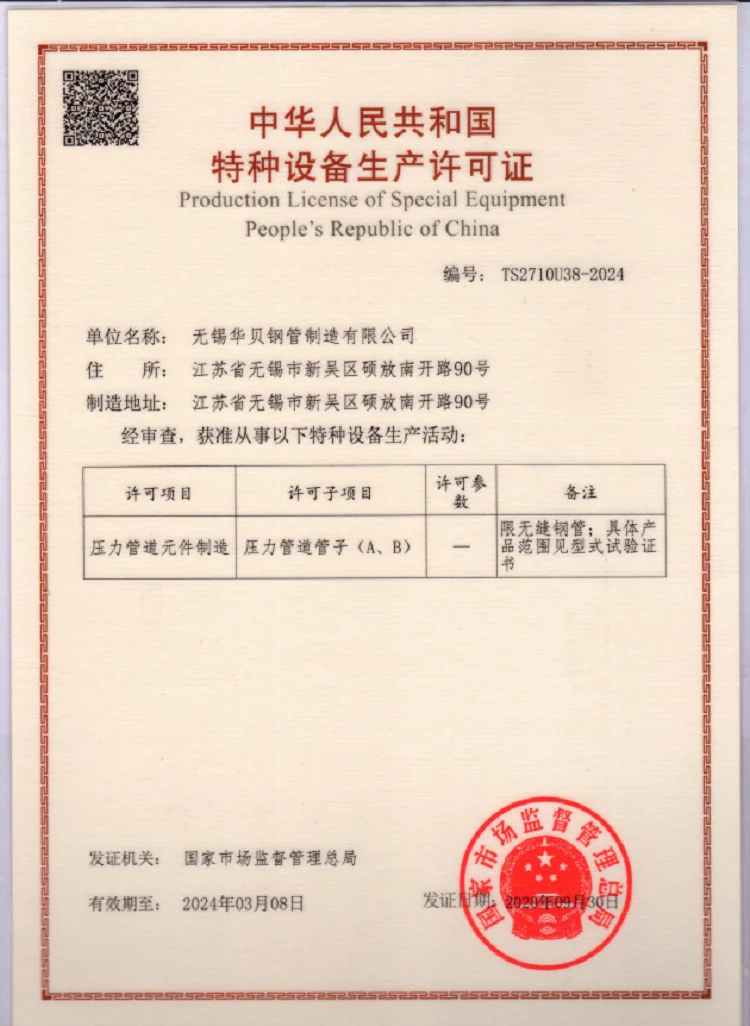 中华人民共和国
特种设备生产许可证
Production License of Special Equipment
People's Republic of China
编号： TS2710U38-2024
单位名称： 无锡华贝钢管制造有限公司
住 所： 江苏省无锡市新吴区硕放南开路90号
制造地址： 江苏省无锡市新吴区硕放南开路90号
经审查，获准从事以下特种设备生产活动：
许可项目 许可子项目 许可参数 备注
压力管道元件制造 压力管道管子（A、B） — 限无缝钢管；具体产品范围见型式试验证书
国家市场监督管理总局
发证机关： 国家市场监督管理总局
有效期至： 2024年03月08日
发证日期： 2020年09月30日